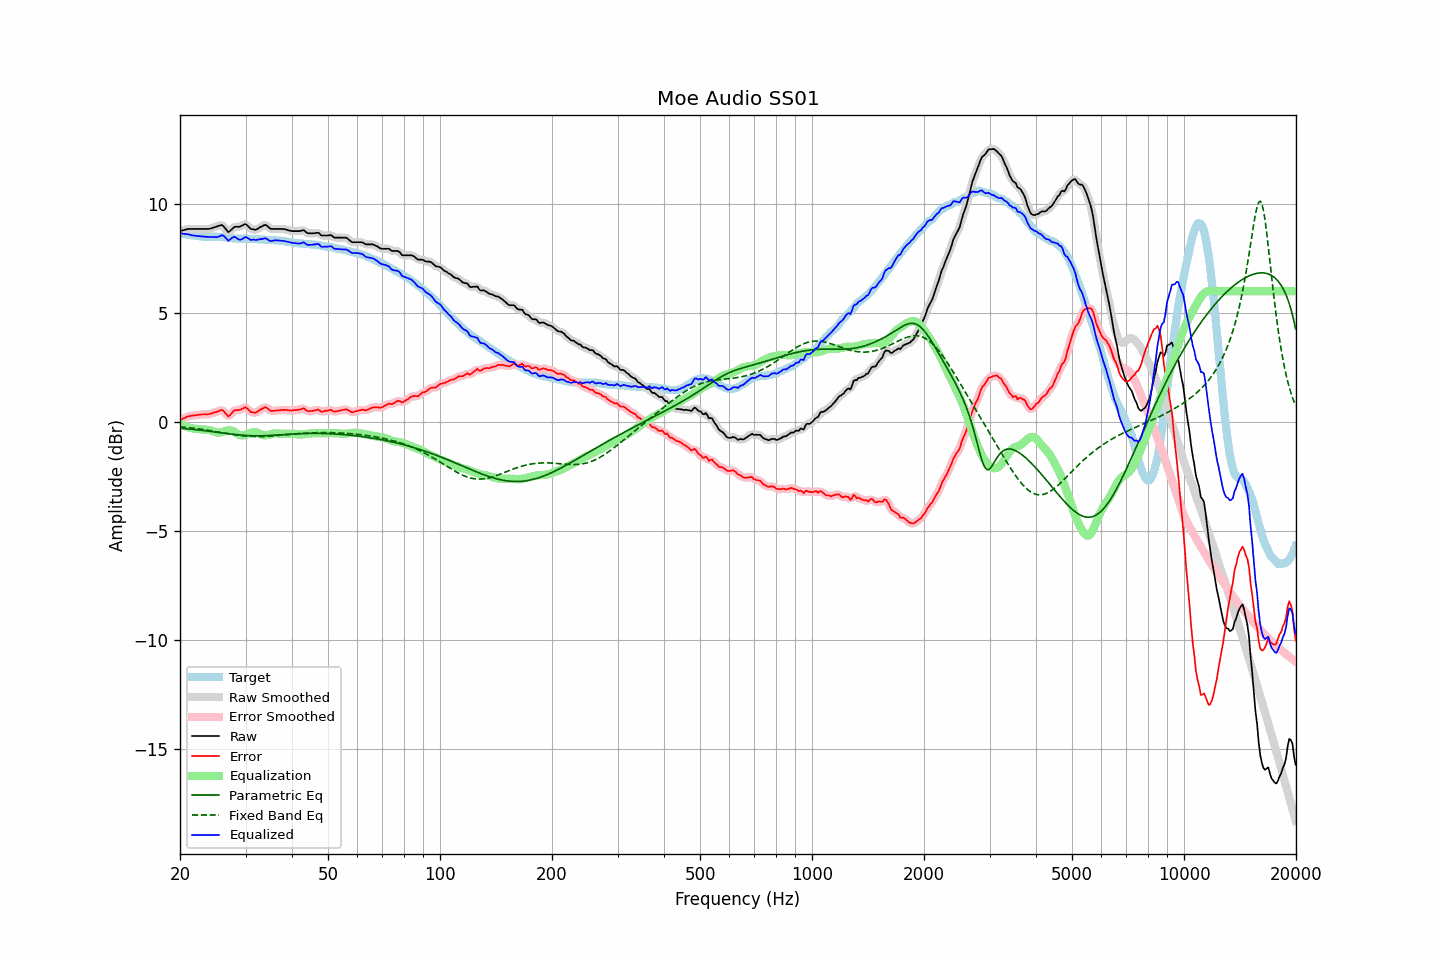 Moe Audio SS01
Amplitude (dBr)
10
5
0
−5
−10
−15
Target
Raw Smoothed
Error Smoothed
Raw
Error
Equalization
Parametric Eq
Fixed Band Eq
Equalized
20 50 100 200 500 1000 2000 5000 10000 20000
Frequency (Hz)